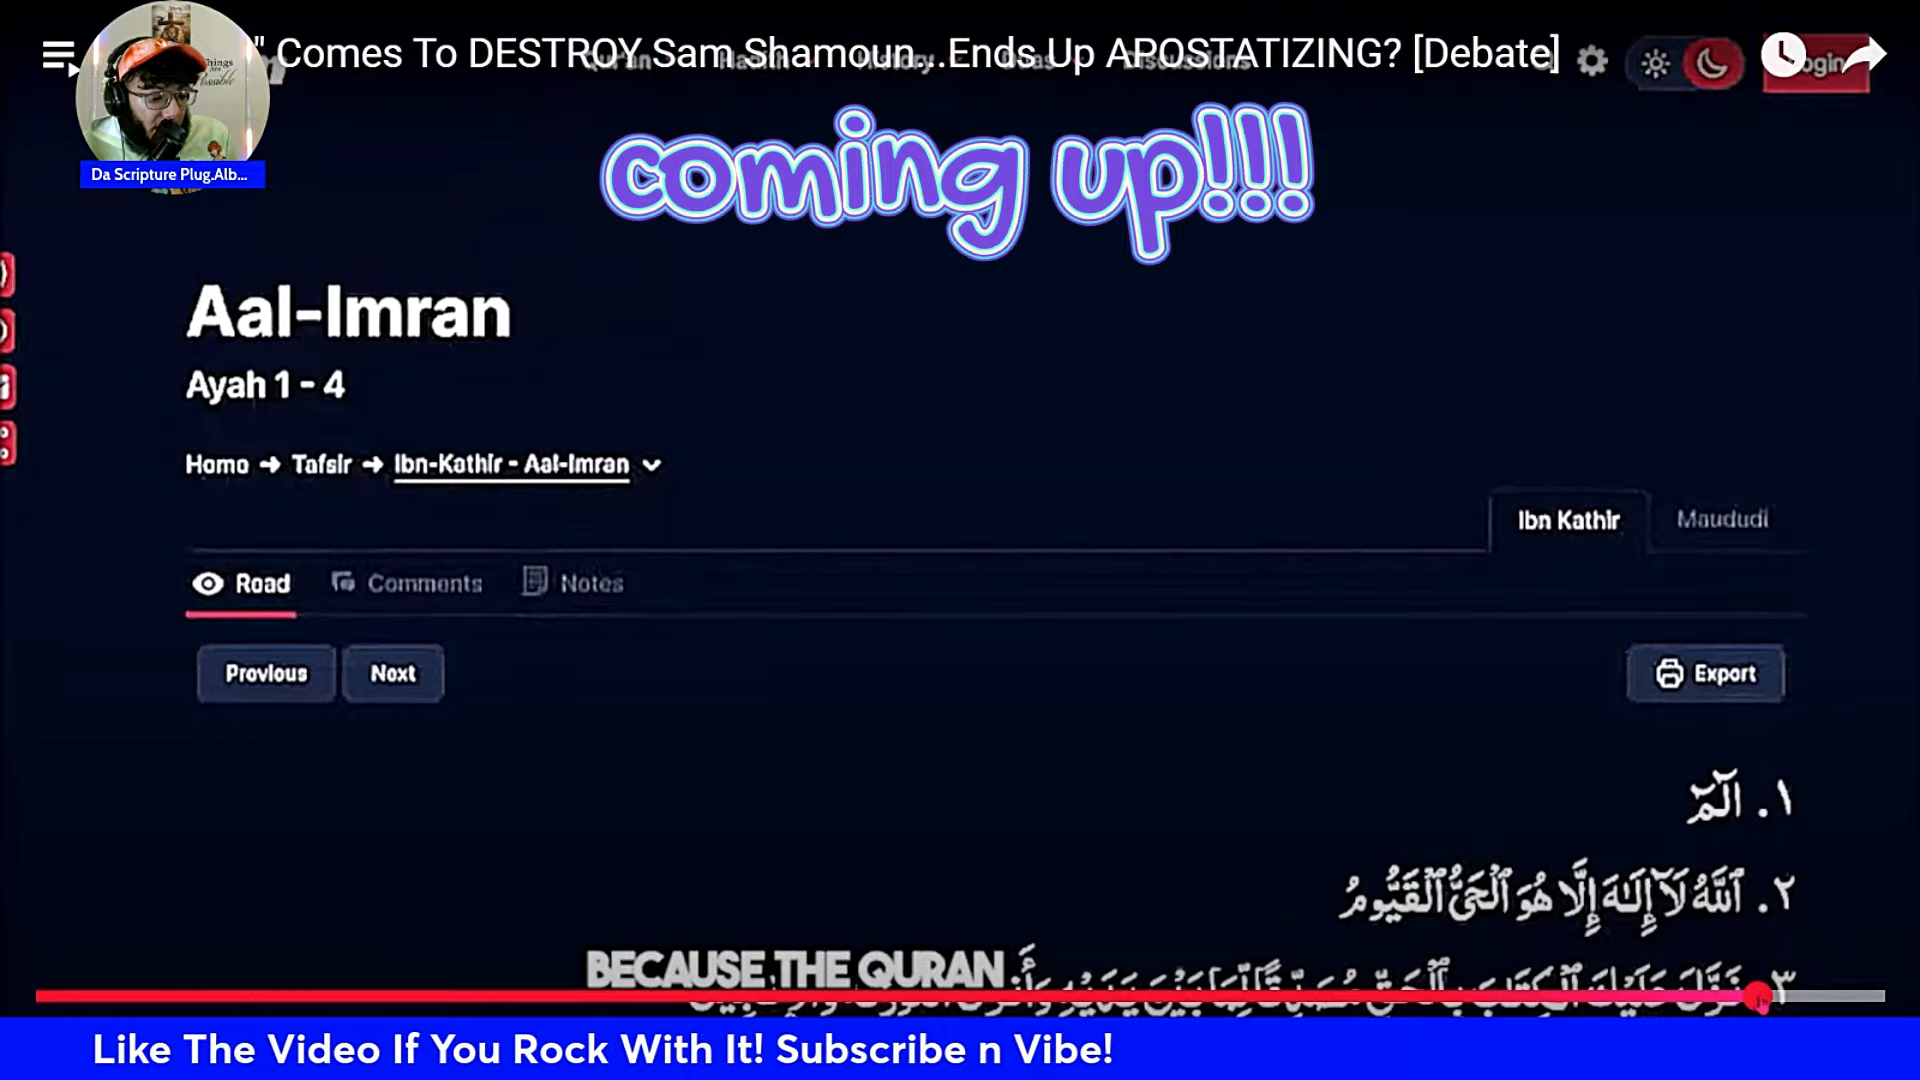 " Comes To DESTROY Sam Shamoun...Ends Up APOSTATIZING? [Debate]
Da Scripture Plug.Alb...
coming up!!!
Aal-Imran
Ayah 1 - 4
Home → Tafsir → Ibn-Kathir - Aal-Imran
Ibn Kathir Maududi
Read Comments Notes
Previous Next Export
١. الٓمٓ
٢. ٱللَّهُ لَآ إِلَـٰهَ إِلَّا هُوَ ٱلْحَىُّ ٱلْقَيُّومُ
BECAUSE THE QURAN
Like The Video If You Rock With It! Subscribe n Vibe!